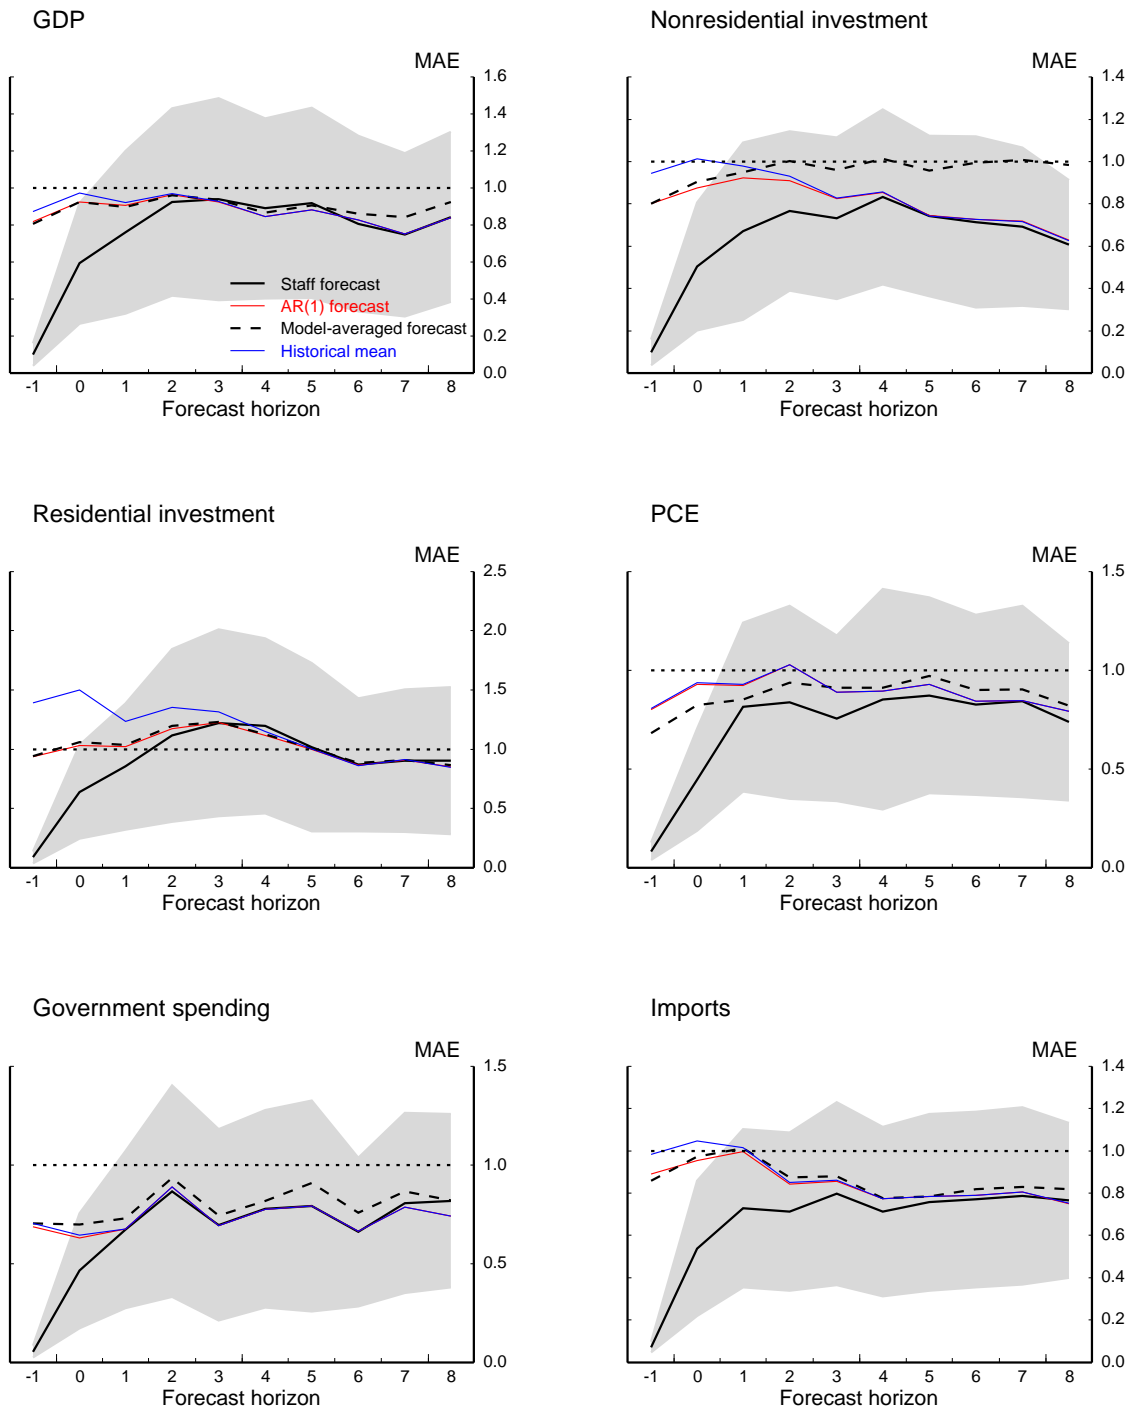 GDP
MAE
1.6
1.4
1.2
1.0
0.8
0.6
0.4
0.2
0.0
Staff forecast
AR(1) forecast
Model-averaged forecast
Historical mean
-1 0 1 2 3 4 5 6 7 8
Forecast horizon
Nonresidential investment
MAE
1.4
1.2
1.0
0.8
0.6
0.4
0.2
0.0
-1 0 1 2 3 4 5 6 7 8
Forecast horizon
Residential investment
MAE
2.5
2.0
1.5
1.0
0.5
0.0
-1 0 1 2 3 4 5 6 7 8
Forecast horizon
PCE
MAE
1.5
1.0
0.5
0.0
-1 0 1 2 3 4 5 6 7 8
Forecast horizon
Government spending
MAE
1.5
1.0
0.5
0.0
-1 0 1 2 3 4 5 6 7 8
Forecast horizon
Imports
MAE
1.4
1.2
1.0
0.8
0.6
0.4
0.2
0.0
-1 0 1 2 3 4 5 6 7 8
Forecast horizon